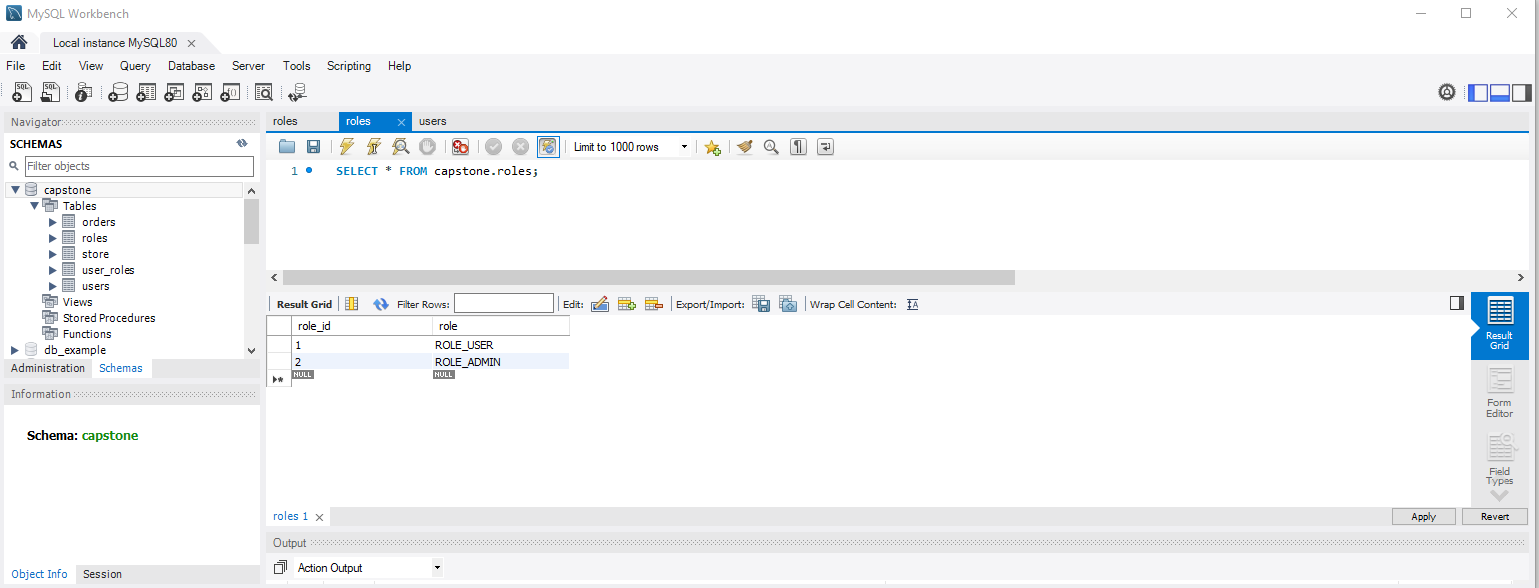 MySQL Workbench
Local instance MySQL80
File Edit View Query Database Server Tools Scripting Help
Navigator
SCHEMAS
Filter objects
capstone
Tables
orders
roles
store
user_roles
users
Views
Stored Procedures
Functions
db_example
Administration Schemas
Information
Schema: capstone
Object Info Session
roles roles users
Limit to 1000 rows
1 SELECT * FROM capstone.roles;
Result Grid Filter Rows: Edit: Export/Import: Wrap Cell Content:
role_id role
1 ROLE_USER
2 ROLE_ADMIN
NULL NULL
Result Grid
Form Editor
Field Types
roles 1
Apply Revert
Output
Action Output